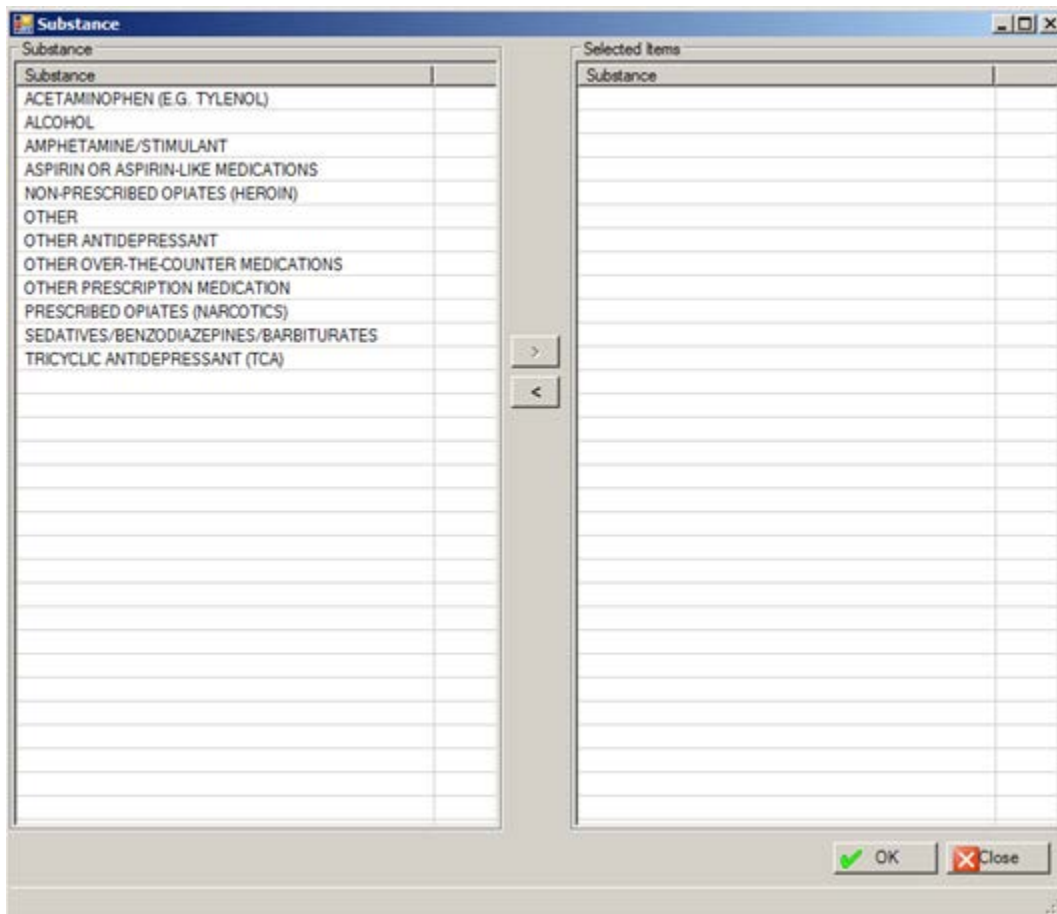 Substance
Substance
Selected Items
Substance
Substance
ACETAMINOPHEN (E.G. TYLENOL)
ALCOHOL
AMPHETAMINE/STIMULANT
ASPIRIN OR ASPIRIN-LIKE MEDICATIONS
NON-PRESCRIBED OPIATES (HEROIN)
OTHER
OTHER ANTIDEPRESSANT
OTHER OVER-THE-COUNTER MEDICATIONS
OTHER PRESCRIPTION MEDICATION
PRESCRIBED OPIATES (NARCOTICS)
SEDATIVES/BENZODIAZEPINES/BARBITURATES
TRICYCLIC ANTIDEPRESSANT (TCA)
>
<
OK
Close